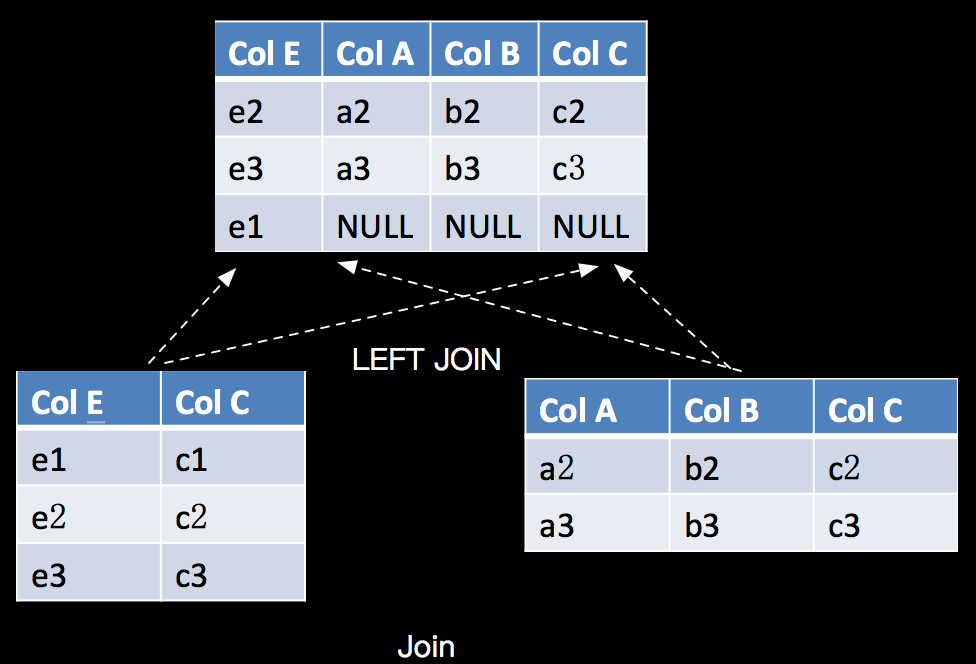 Col E Col A Col B Col C
e2 a2 b2 c2
e3 a3 b3 c3
e1 NULL NULL NULL
LEFT JOIN
Col E Col C
e1 c1
e2 c2
e3 c3
Col A Col B Col C
a2 b2 c2
a3 b3 c3
Join